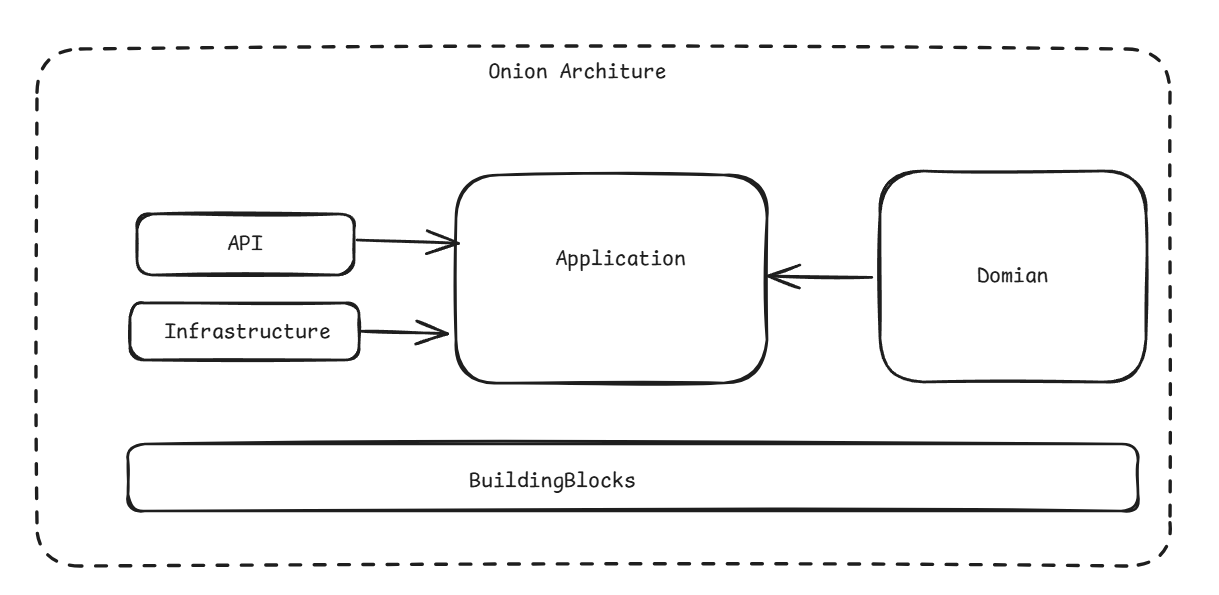 Onion Architure
API
Application
Domian
Infrastructure
BuildingBlocks